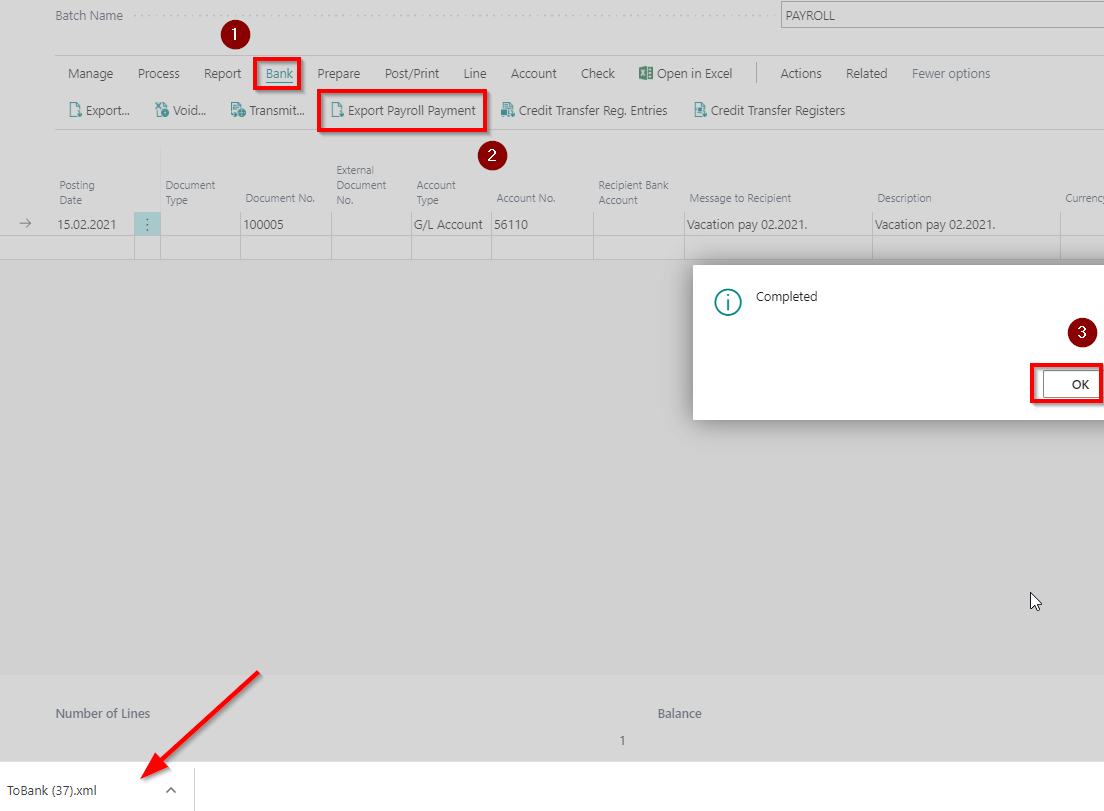 Batch Name PAYROLL
1
Manage Process Report Bank Prepare Post/Print Line Account Check Open in Excel Actions Related Fewer options
Export... Void... Transmit... Export Payroll Payment Credit Transfer Reg. Entries Credit Transfer Registers
2
Posting Date Document Type Document No. External Document No. Account Type Account No. Recipient Bank Account Message to Recipient Description Currency
15.02.2021 100005 G/L Account 56110 Vacation pay 02.2021. Vacation pay 02.2021.
Completed
3
OK
Number of Lines Balance
1
ToBank (37).xml